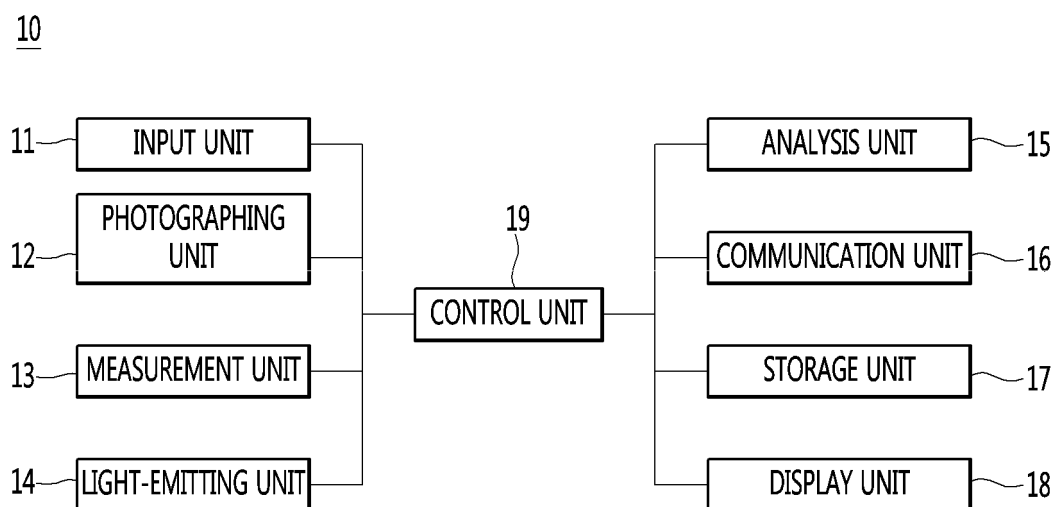 10
11
INPUT UNIT
12
PHOTOGRAPHING
UNIT
13
MEASUREMENT UNIT
14
LIGHT-EMITTING UNIT
19
CONTROL UNIT
ANALYSIS UNIT
15
COMMUNICATION UNIT
16
STORAGE UNIT
17
DISPLAY UNIT
18